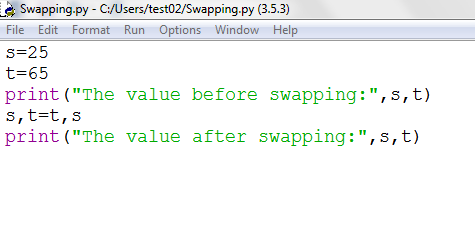 Swapping.py - C:/Users/test02/Swapping.py (3.5.3)
File Edit Format Run Options Window Help
s=25
t=65
print("The value before swapping:",s,t)
s,t=t,s
print("The value after swapping:",s,t)